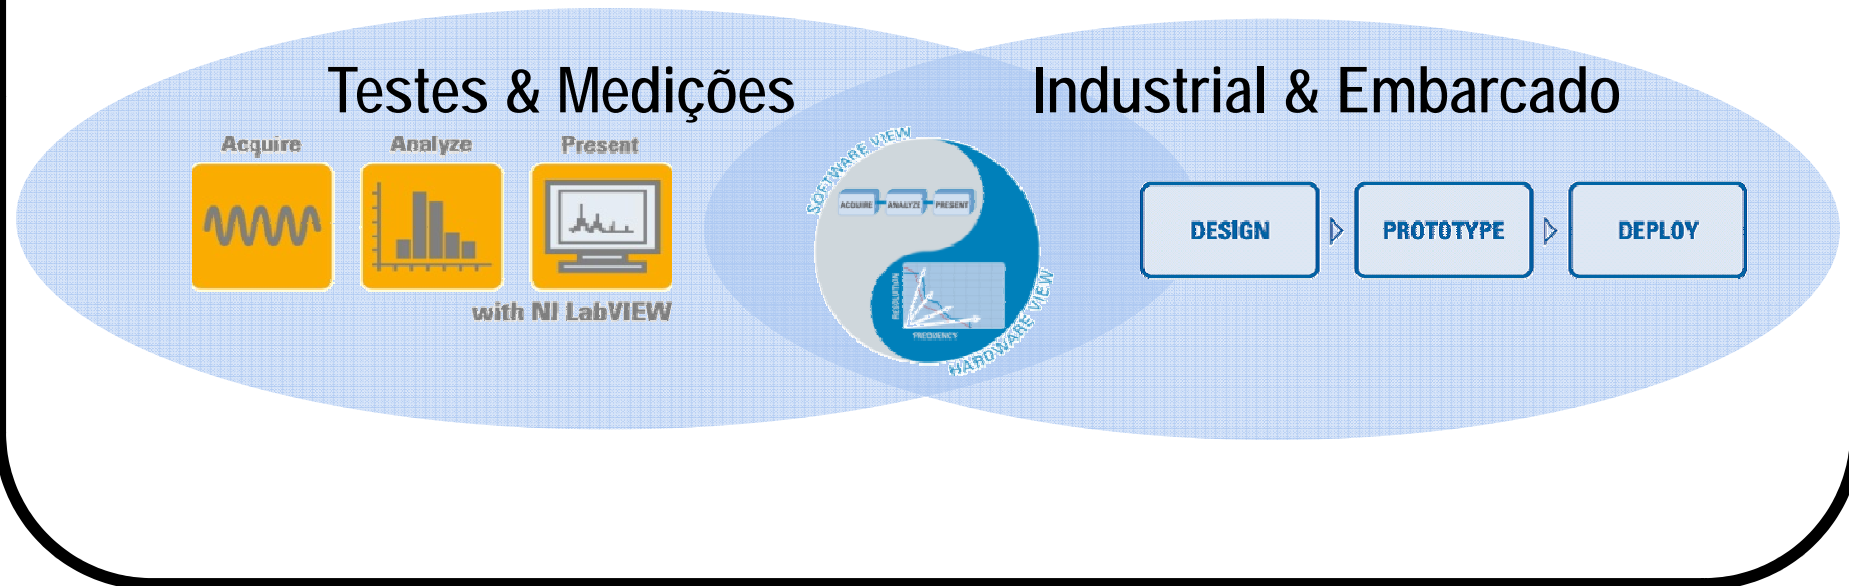 Testes & Medições
Industrial & Embarcado
Acquire
Analyze
Present
with NI LabVIEW
SOFTWARE VIEW
ACQUIRE
ANALYZE
PRESENT
RESOLUTION
FREQUENCY
HARDWARE VIEW
DESIGN
PROTOTYPE
DEPLOY